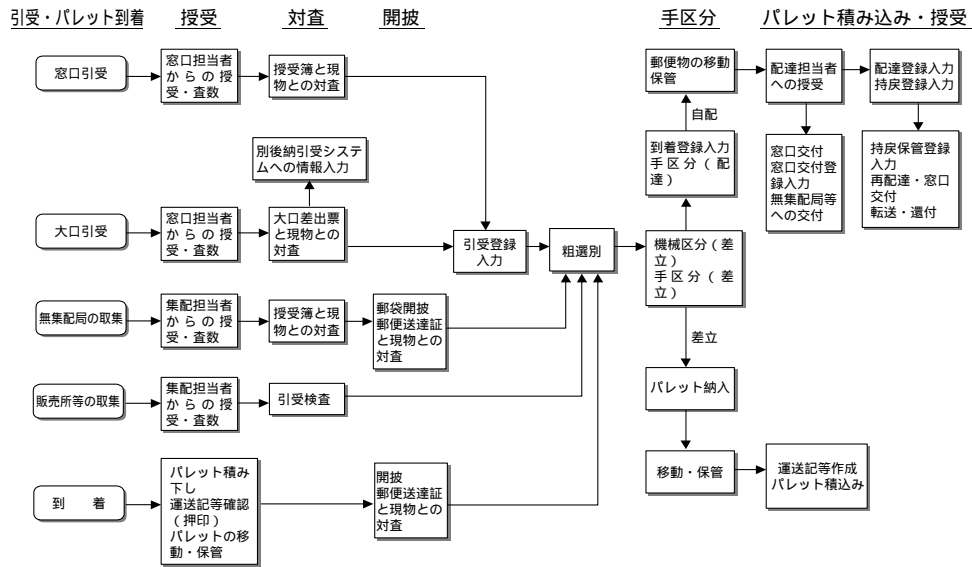 引受・パレット到着 授受 対査 開披 手区分 パレット積み込み・授受
窓口引受
窓口担当者
からの授
受・査数
授受簿と現
物との対査
郵便物の移動
保管
配達担当者
への授受
配達登録入力
持戻登録入力
自配
別後納引受システ
ムへの情報入力
到着登録入力
手区分(配
達)
窓口交付
窓口交付登
録入力
無集配局等
への交付
持戻保管登録
入力
再配達・窓口
交付
転送・還付
大口引受
窓口担当者
からの授
受・査数
大口差出票
と現物との
対査
引受登録
入力
粗選別
機械区分(差
立)
手区分(差
立)
無集配局の取集
集配担当者
からの授
受・査数
授受簿と現
物との対査
郵袋開披
郵便送達証
と現物との
対査
差立
販売所等の取集
集配担当者
からの授
受・査数
引受検査
パレット納入
到 着
パレット積み
下し
運送記等確認
(押印)
パレットの移
動・保管
開披
郵便送達証
と現物との
対査
移動・保管
運送記等作成
パレット積込み